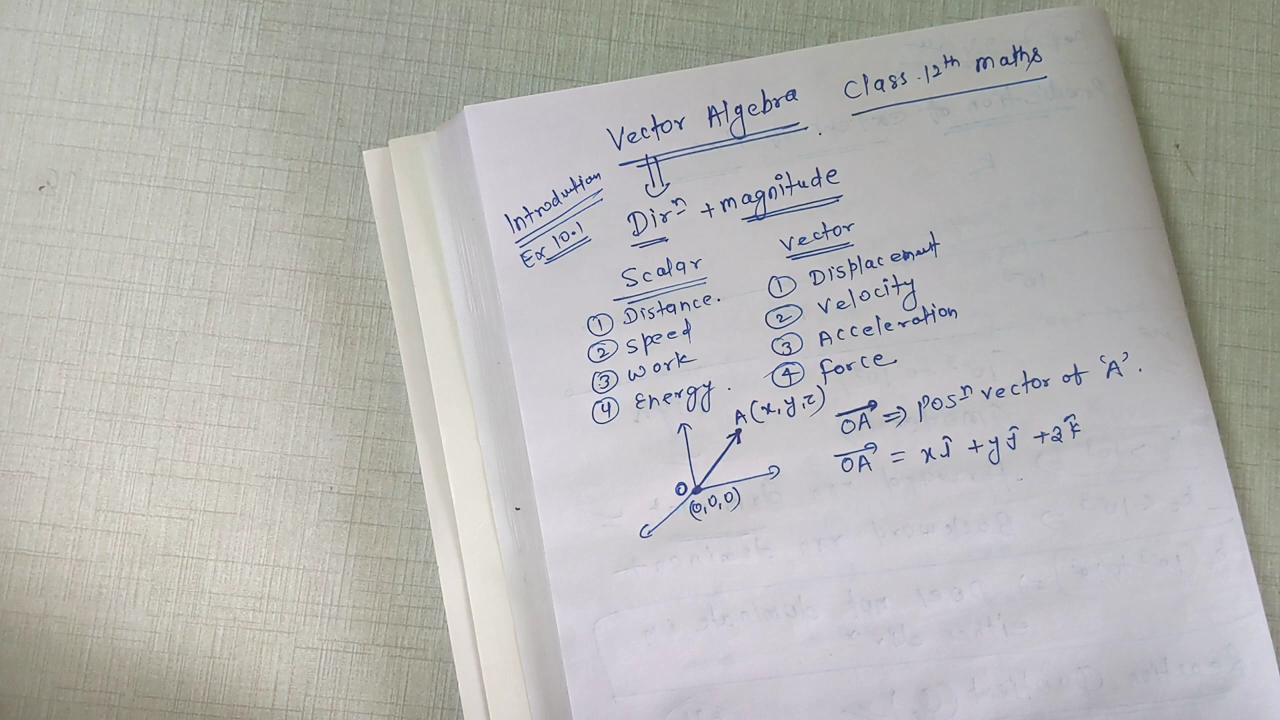 Vector Algebra. Class. 12th maths
Introdution
Ex 10.1
Dirⁿ + magnitude
Scalar
① Distance.
② Speed
③ Work
④ Energy.
Vector
① Displacement
② Velocity
③ Acceleration
④ force
A(x,y,z)
O
(0,0,0)
OA⃗ ⇒ posⁿ vector of 'A'.
OA⃗ = xî + yĵ + zk̂